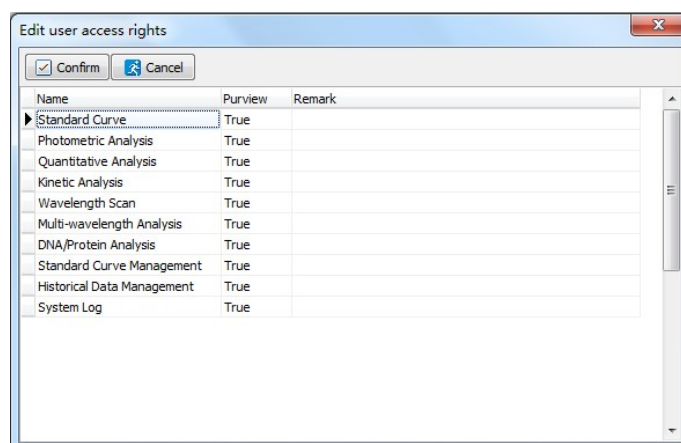 Edit user access rights
Confirm Cancel
Name Purview Remark
Standard Curve True
Photometric Analysis True
Quantitative Analysis True
Kinetic Analysis True
Wavelength Scan True
Multi-wavelength Analysis True
DNA/Protein Analysis True
Standard Curve Management True
Historical Data Management True
System Log True